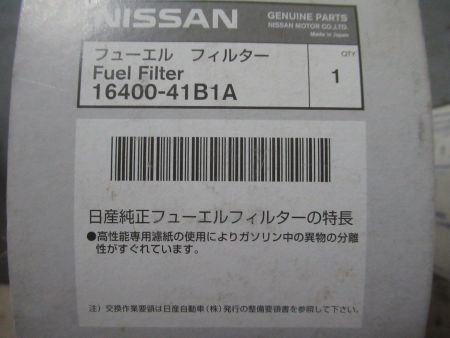 NISSAN
GENUINE PARTS
NISSAN MOTOR CO.,LTD.
Made in Japan
フューエル フィルター
Fuel Filter
16400-41B1A
QTY
1
日産純正フューエルフィルターの特長
●高性能専用濾紙の使用によりガソリン中の異物の分離
性がすぐれています。
注）交換作業要領は日産自動車（株）発行の整備要領書を参照して下さい。